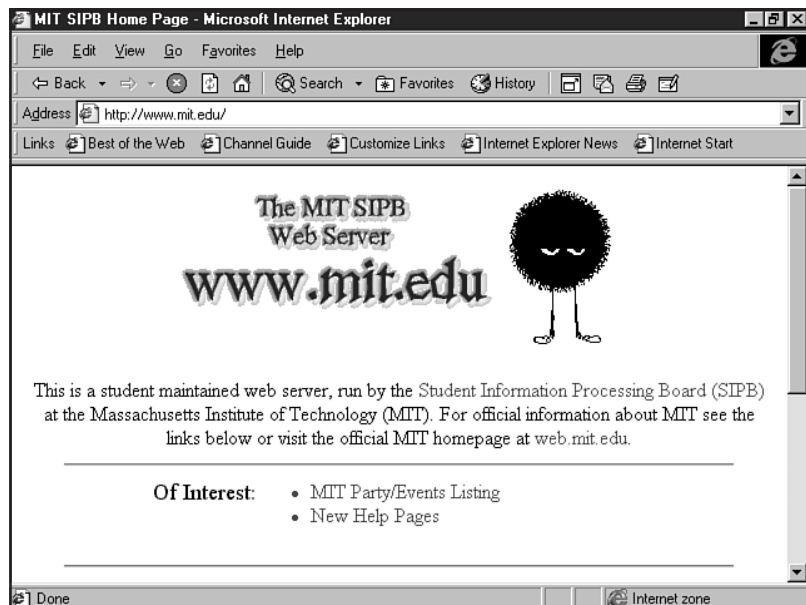 MIT SIPB Home Page - Microsoft Internet Explorer
File Edit View Go Favorites Help
Back Search Favorites History
Address http://www.mit.edu/
Links Best of the Web Channel Guide Customize Links Internet Explorer News Internet Start
The MIT SIPB
Web Server
www.mit.edu
This is a student maintained web server, run by the Student Information Processing Board (SIPB)
at the Massachusetts Institute of Technology (MIT). For official information about MIT see the
links below or visit the official MIT homepage at web.mit.edu.
Of Interest: • MIT Party/Events Listing
• New Help Pages
Done Internet zone